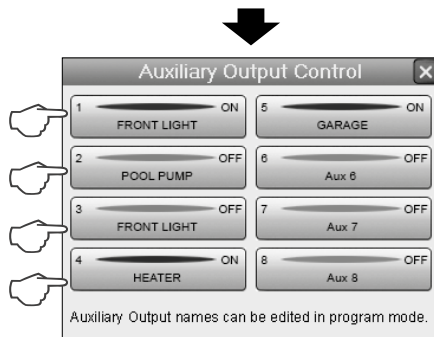 Auxiliary Output Control
1 ON 5 ON
FRONT LIGHT GARAGE
2 OFF 6 OFF
POOL PUMP Aux 6
3 OFF 7 OFF
FRONT LIGHT Aux 7
4 ON 8 OFF
HEATER Aux 8
Auxiliary Output names can be edited in program mode.